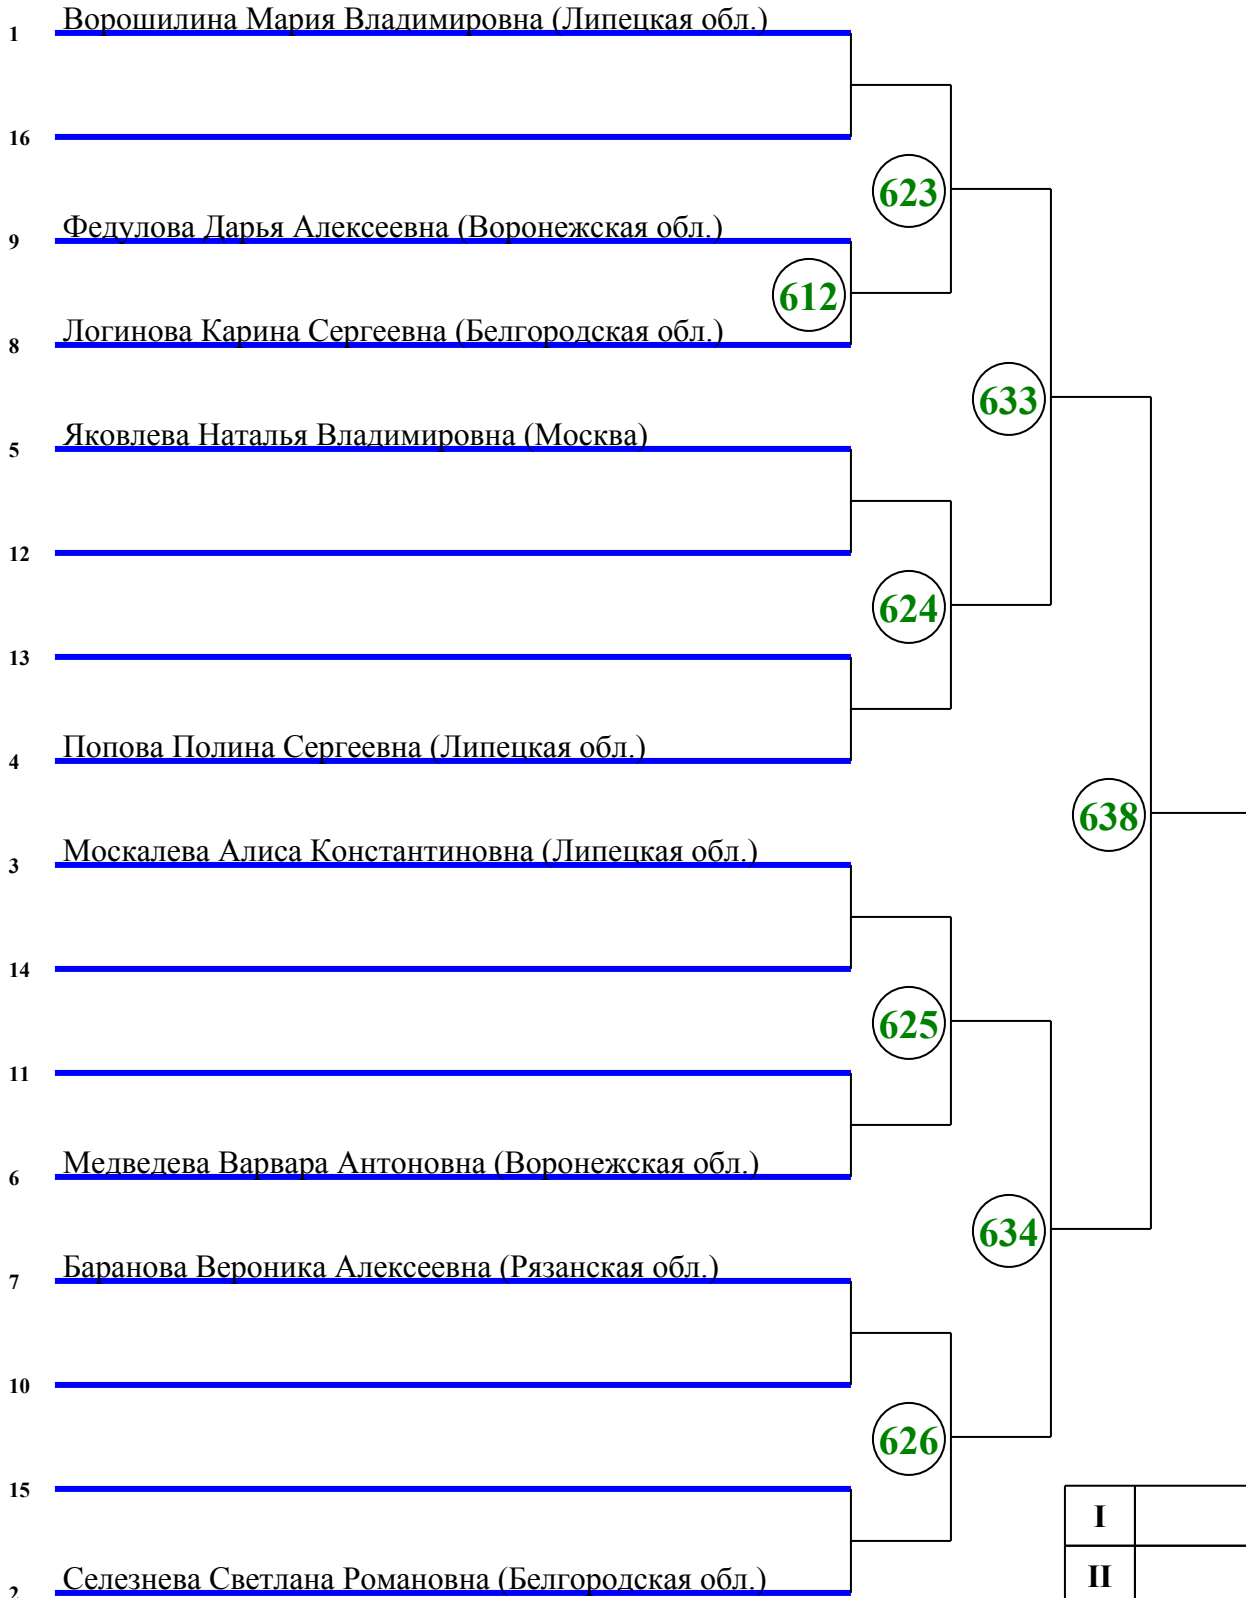 1 Ворошилина Мария Владимировна (Липецкая обл.)
16
623
9 Федулова Дарья Алексеевна (Воронежская обл.)
612
8 Логинова Карина Сергеевна (Белгородская обл.)
633
5 Яковлева Наталья Владимировна (Москва)
12
624
13
4 Попова Полина Сергеевна (Липецкая обл.)
638
3 Москалева Алиса Константиновна (Липецкая обл.)
14
625
11
6 Медведева Варвара Антоновна (Воронежская обл.)
634
7 Баранова Вероника Алексеевна (Рязанская обл.)
10
626
15
I
II
2 Селезнева Светлана Романовна (Белгородская обл.)